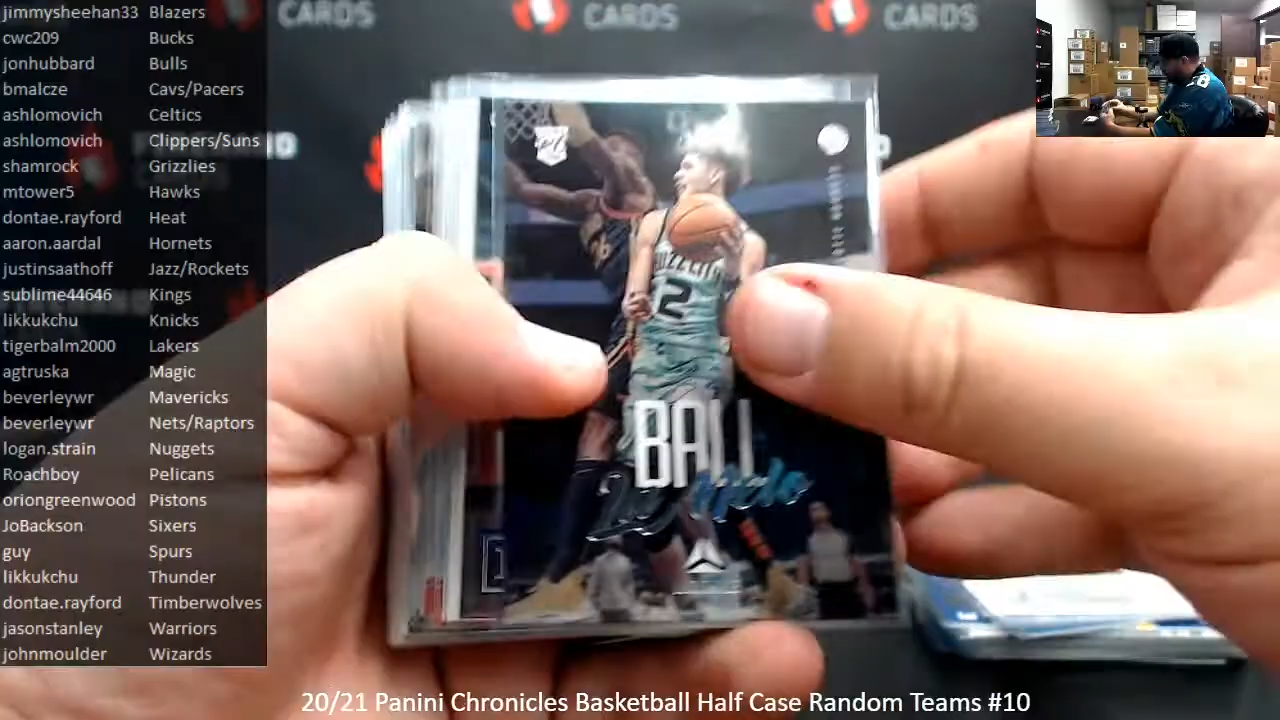 jimmysheehan33 Blazers
cwc209 Bucks
jonhubbard Bulls
bmalcze Cavs/Pacers
ashlomovich Celtics
ashlomovich Clippers/Suns
shamrock Grizzlies
mtower5 Hawks
dontae.rayford Heat
aaron.aardal Hornets
justinsaathoff Jazz/Rockets
sublime44646 Kings
likkukchu Knicks
tigerbalm2000 Lakers
agtruska Magic
beverleywr Mavericks
beverleywr Nets/Raptors
logan.strain Nuggets
Roachboy Pelicans
oriongreenwood Pistons
JoBackson Sixers
guy Spurs
likkukchu Thunder
dontae.rayford Timberwolves
jasonstanley Warriors
johnmoulder Wizards
CARDS
CARDS
CARDS
2
BALL
20/21 Panini Chronicles Basketball Half Case Random Teams #10